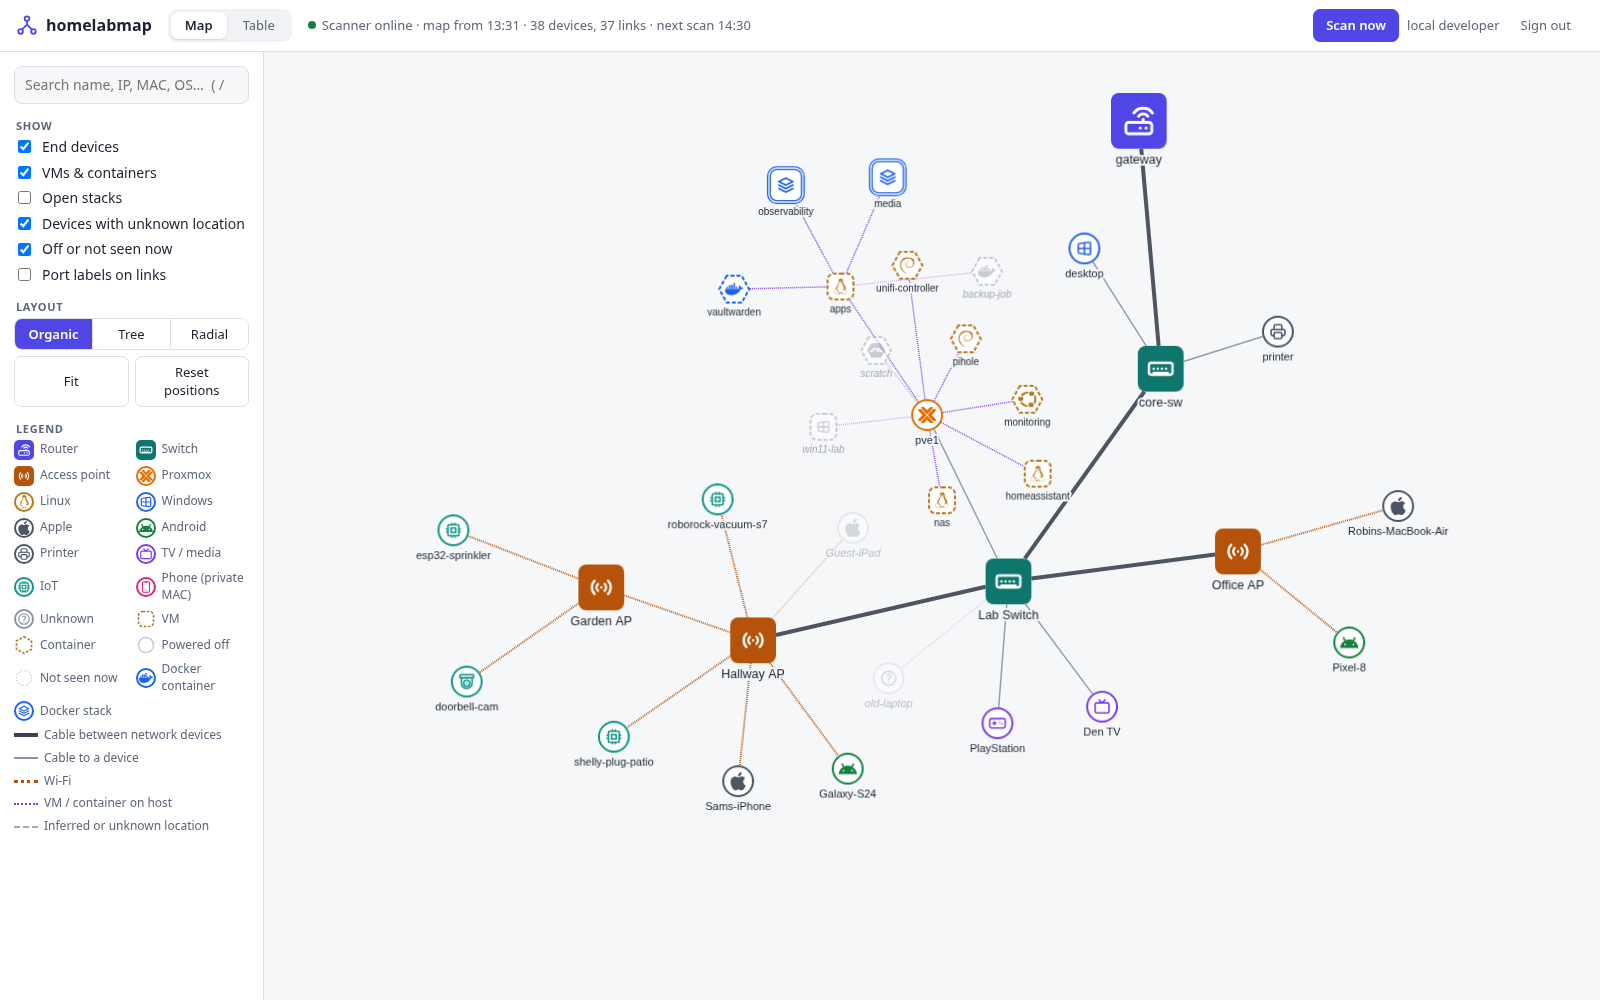 homelabmap
Map
Table
Scanner online · map from 13:31 · 38 devices, 37 links · next scan 14:30
Scan now
local developer
Sign out
Search name, IP, MAC, OS… ( /
SHOW
End devices
VMs & containers
Open stacks
Devices with unknown location
Off or not seen now
Port labels on links
LAYOUT
Organic
Tree
Radial
Fit
Reset
positions
LEGEND
Router
Switch
Access point
Proxmox
Linux
Windows
Apple
Android
Printer
TV / media
IoT
Phone (private
MAC)
Unknown
VM
Container
Powered off
Not seen now
Docker
container
Docker stack
Cable between network devices
Cable to a device
Wi-Fi
VM / container on host
Inferred or unknown location
gateway
observability
media
desktop
unifi-controller
backup-job
vaultwarden
apps
printer
pihole
scratch
core-sw
monitoring
pve1
win11-lab
homeassistant
nas
roborock-vacuum-s7
Robins-MacBook-Air
esp32-sprinkler
Guest-iPad
Office AP
Garden AP
Lab Switch
Pixel-8
Hallway AP
old-laptop
doorbell-cam
Den TV
PlayStation
shelly-plug-patio
Galaxy-S24
Sams-iPhone